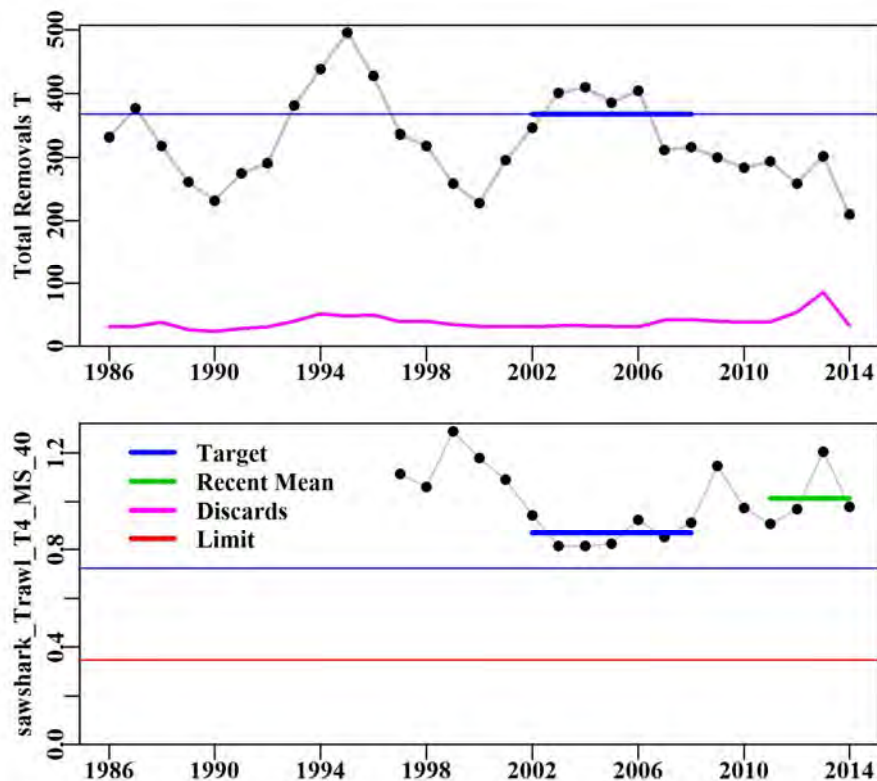 Total Removals T
500
400
300
200
100
0
1986 1990 1994 1998 2002 2006 2010 2014
sawshark_Trawl_T4_MS_40
1.2
0.8
0.4
0.0
Target
Recent Mean
Discards
Limit
1986 1990 1994 1998 2002 2006 2010 2014